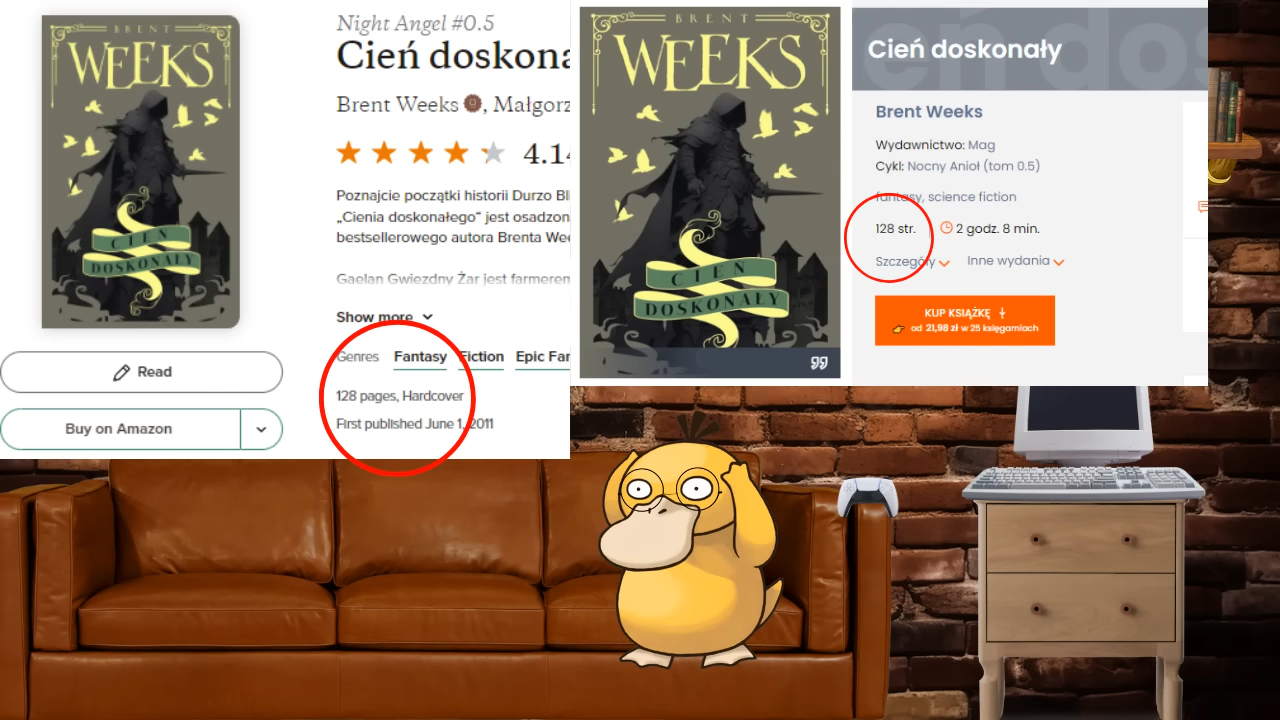 BRENT
WEEKS
CIEŃ
DOSKONAŁY
Read
Buy on Amazon
Night Angel #0.5
Cień doskona
Brent Weeks, Małgorz
4.14
Poznajcie początki historii Durzo Bli
„Cienia doskonałego” jest osadzon
bestsellerowego autora Brenta Wee
Gaelan Gwiezdny Żar jest farmerem
Show more
Genres Fantasy Fiction Epic Fan
128 pages, Hardcover
First published June 1, 2011
BRENT
WEEKS
CIEŃ
DOSKONAŁY
Cień doskonały
Brent Weeks
Wydawnictwo: Mag
Cykl: Nocny Anioł (tom 0.5)
fantasy, science fiction
128 str. 2 godz. 8 min.
Szczegóły Inne wydania
KUP KSIĄŻKĘ
od 21,98 zł w 25 księgarniach